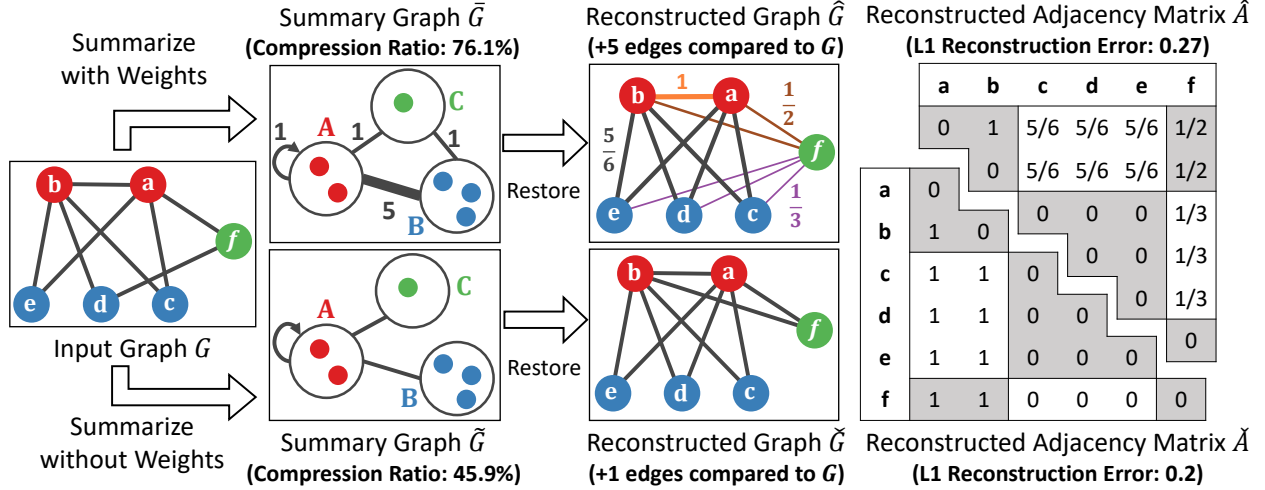 Summarize
with Weights
b
a
f
e
d
c
Input Graph G
Summarize
without Weights
Summary Graph Ḡ
(Compression Ratio: 76.1%)
C
A
1
1
1
5
B
Restore
Reconstructed Graph Ĝ
(+5 edges compared to G)
b
1
a
1/2
5/6
f
e
d
c
1/3
C
A
B
Summary Graph G̃
(Compression Ratio: 45.9%)
Restore
b
a
f
e
d
c
Reconstructed Graph Ǧ
(+1 edges compared to G)
Reconstructed Adjacency Matrix Â
(L1 Reconstruction Error: 0.27)
a b c d e f
0 1 5/6 5/6 5/6 1/2
0 5/6 5/6 5/6 1/2
0 0 0 1/3
0 0 1/3
0 1/3
0
a 0
b 1 0
c 1 1 0
d 1 1 0 0
e 1 1 0 0 0
f 1 1 0 0 0 0
Reconstructed Adjacency Matrix Ǎ
(L1 Reconstruction Error: 0.2)